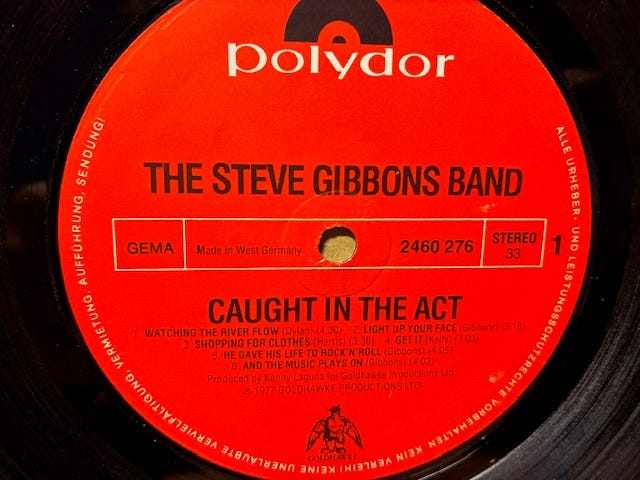 polydor
THE STEVE GIBBONS BAND
GEMA
Made in West Germany
2460 276
STEREO
33
1
CAUGHT IN THE ACT
1. WATCHING THE RIVER FLOW (Dylan) (4.30) · 2. LIGHT UP YOUR FACE (Gibbons) (3.18)
3. SHOPPING FOR CLOTHES (Harris) (3.30) · 4. GET IT (Kelly) (3.03)
5. HE GAVE HIS LIFE TO ROCK'N'ROLL (Gibbons) (4.05)
6. AND THE MUSIC PLAYS ON (Gibbons) (4.03)
Produced by Kenny Laguna for Goldhawke Productions Ltd.
℗ 1977 GOLDHAWKE PRODUCTIONS LTD.
GOLDHAWKE
ALLE URHEBER- UND LEISTUNGSSCHUTZRECHTE VORBEHALTEN KEIN VERLEIH! KEINE UNERLAUBTE VERVIELFÄLTIGUNG, VERMIETUNG, AUFFÜHRUNG, SENDUNG!